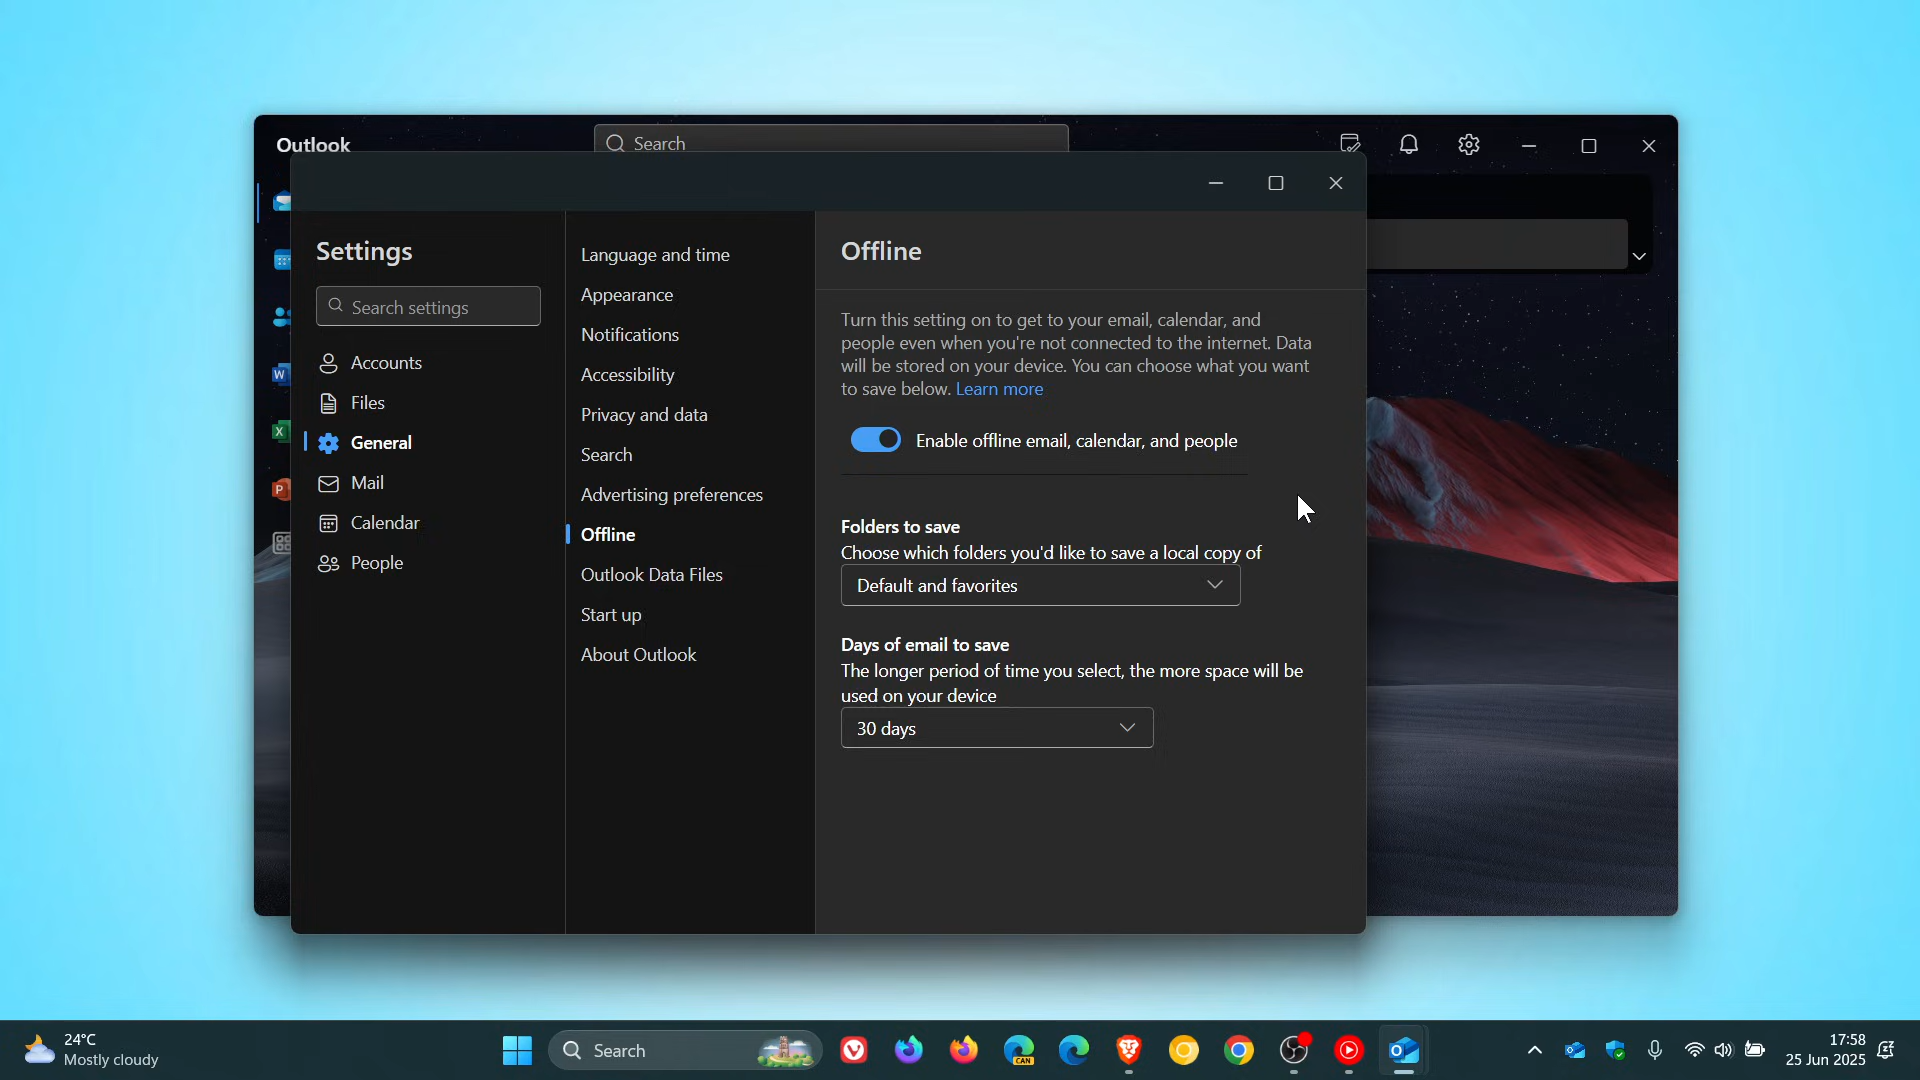 Outlook
Search
Settings
Search settings
Accounts
Files
General
Mail
Calendar
People
Language and time
Appearance
Notifications
Accessibility
Privacy and data
Search
Advertising preferences
Offline
Outlook Data Files
Start up
About Outlook
Offline
Turn this setting on to get to your email, calendar, and
people even when you're not connected to the internet. Data
will be stored on your device. You can choose what you want
to save below. Learn more
Enable offline email, calendar, and people
Folders to save
Choose which folders you'd like to save a local copy of
Default and favorites
Days of email to save
The longer period of time you select, the more space will be
used on your device
30 days
W
X
P
24°C
Mostly cloudy
Search
CAN
O
17:58
25 Jun 2025